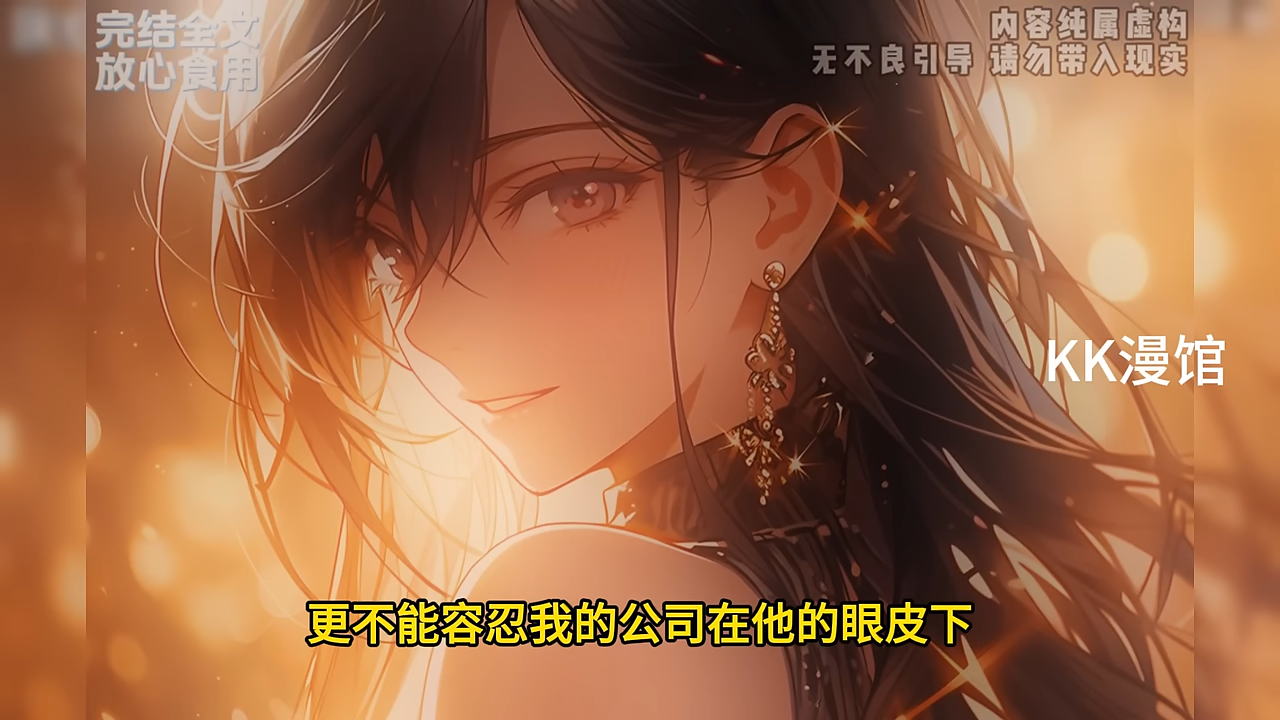 完结全文
放心食用
内容纯属虚构
无不良引导 请勿带入现实
KK漫馆
更不能容忍我的公司在他的眼皮下